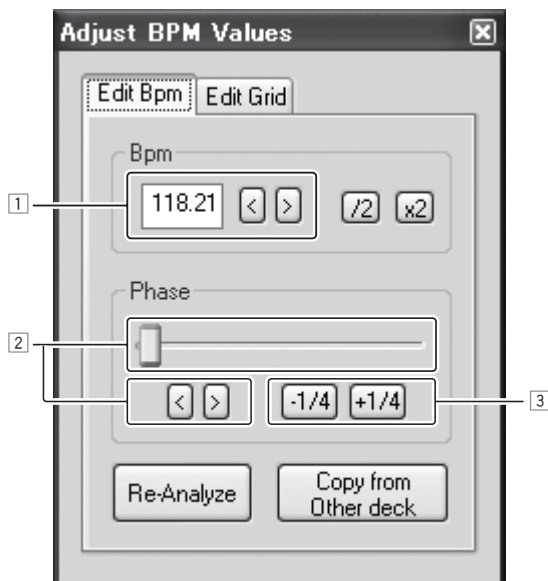 Adjust BPM Values
Edit Bpm Edit Grid
Bpm
1
118.21 < > /2 x2
Phase
2
< > -1/4 +1/4 3
Re-Analyze
Copy from
Other deck